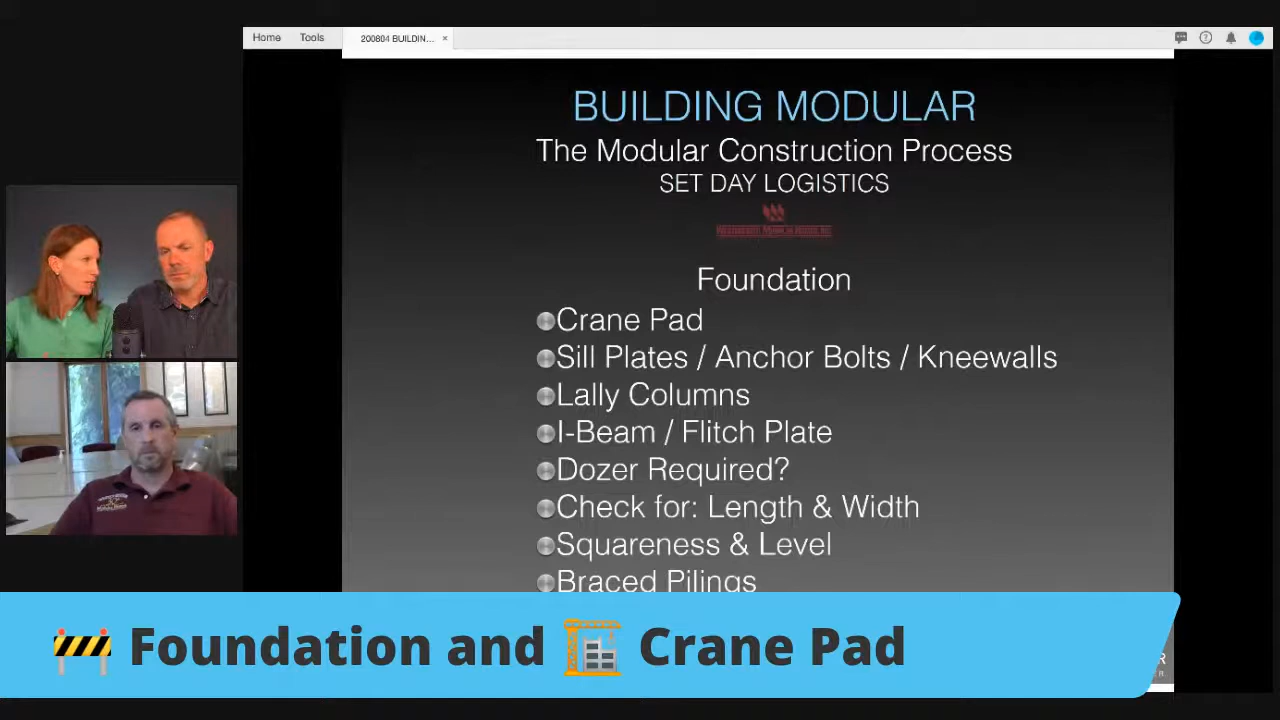 Home Tools 200804 BUILDIN... ×
BUILDING MODULAR
The Modular Construction Process
SET DAY LOGISTICS
Foundation
Crane Pad
Sill Plates / Anchor Bolts / Kneewalls
Lally Columns
I-Beam / Flitch Plate
Dozer Required?
Check for: Length & Width
Squareness & Level
Braced Pilings
Foundation and Crane Pad